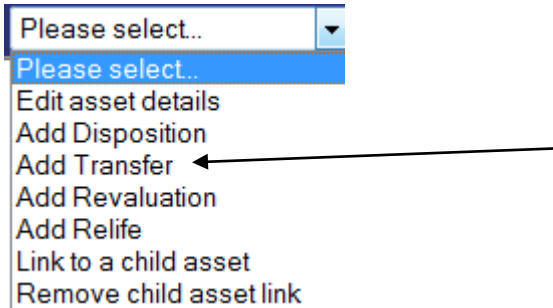 Please select...
Please select...
Edit asset details
Add Disposition
Add Transfer
Add Revaluation
Add Relife
Link to a child asset
Remove child asset link